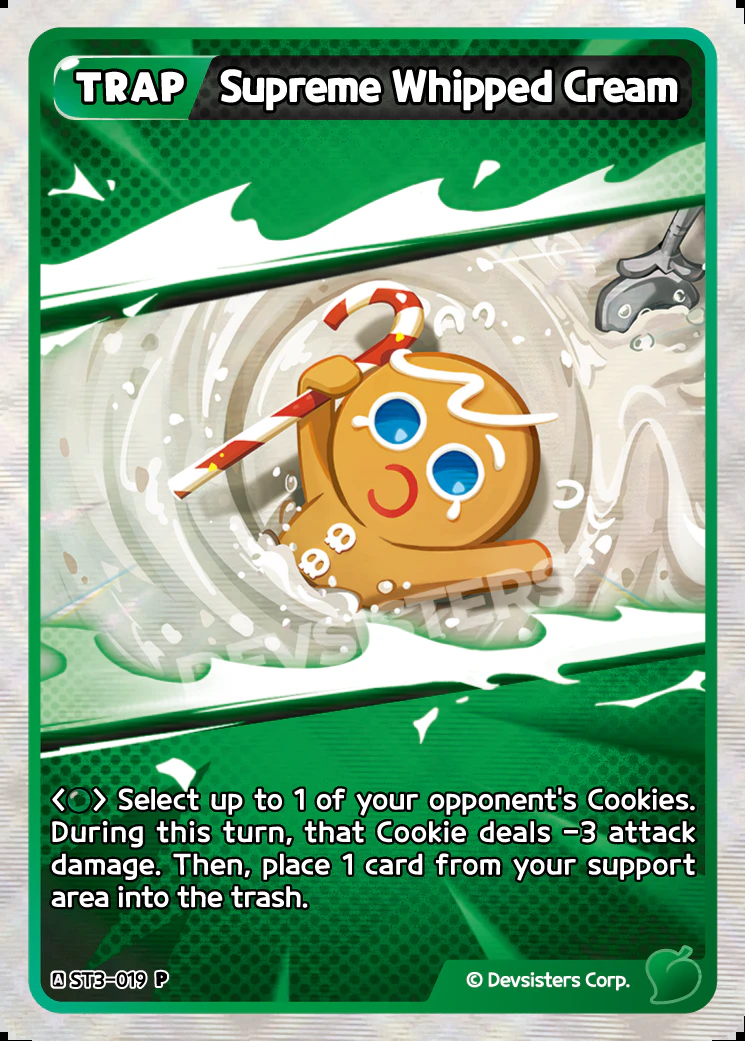 TRAP Supreme Whipped Cream
DEVSISTERS
< > Select up to 1 of your opponent's Cookies.
During this turn, that Cookie deals -3 attack
damage. Then, place 1 card from your support
area into the trash.
A ST3-019 P
© Devsisters Corp.